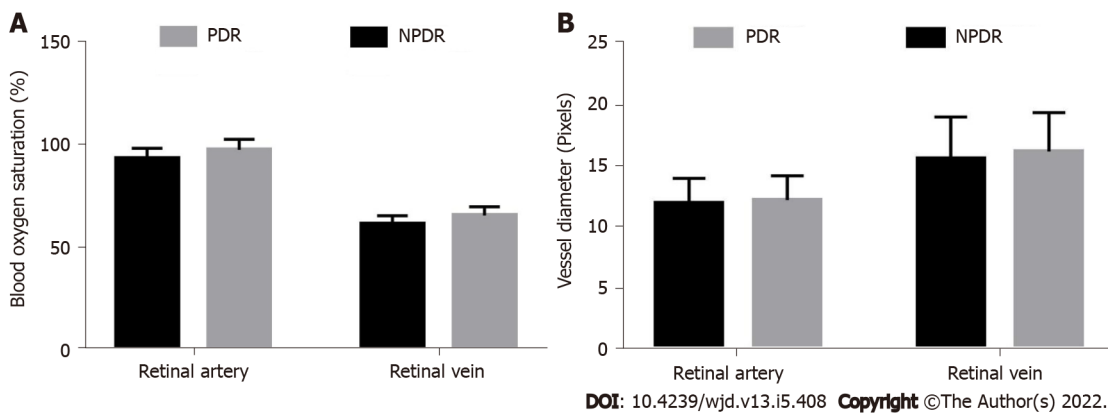 A
PDR
NPDR
Blood oxygen saturation (%)
150
100
50
0
Retinal artery
Retinal vein
B
PDR
NPDR
Vessel diameter (Pixels)
25
20
15
10
5
0
Retinal artery
Retinal vein
DOI: 10.4239/wjd.v13.i5.408 Copyright ©The Author(s) 2022.